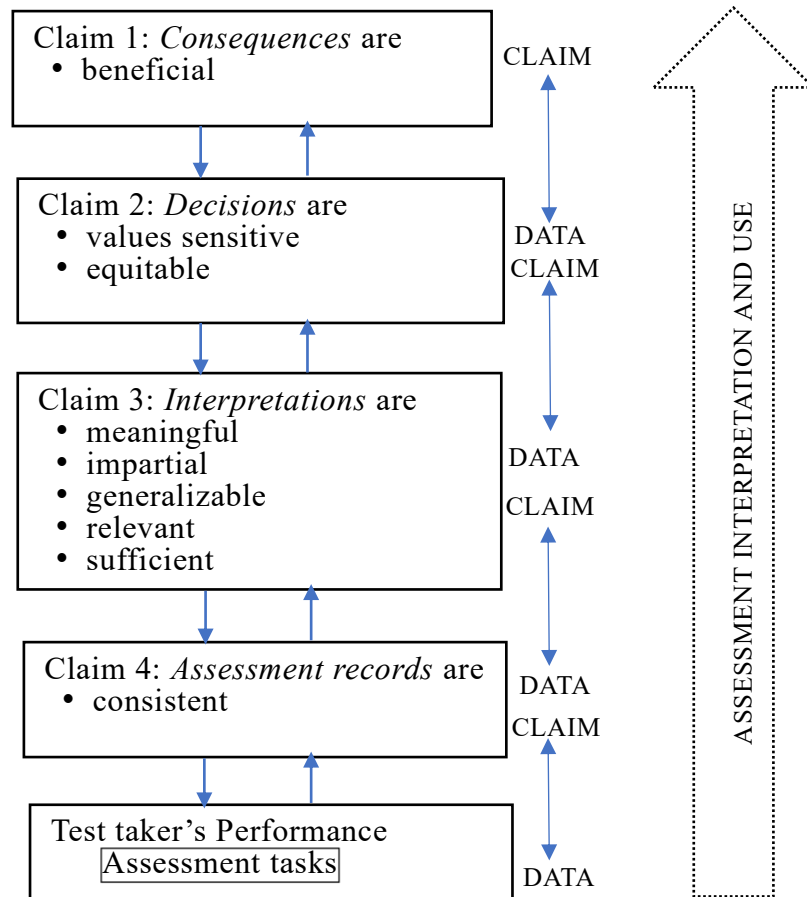 Claim 1: Consequences are
• beneficial
CLAIM
Claim 2: Decisions are
• values sensitive
• equitable
DATA
CLAIM
Claim 3: Interpretations are
• meaningful
• impartial
• generalizable
• relevant
• sufficient
DATA
CLAIM
Claim 4: Assessment records are
• consistent
DATA
CLAIM
Test taker’s Performance
Assessment tasks
DATA
ASSESSMENT INTERPRETATION AND USE